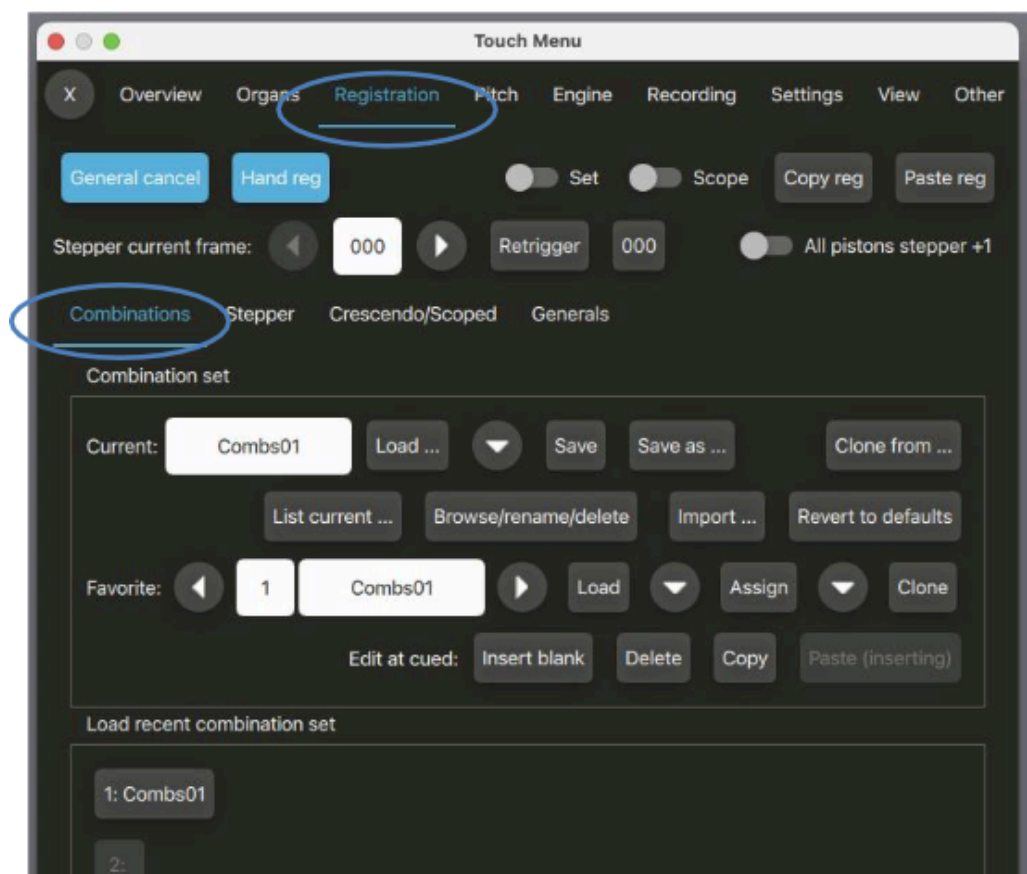 Touch Menu
X Overview Organs Registration Pitch Engine Recording Settings View Other
General cancel Hand reg Set Scope Copy reg Paste reg
Stepper current frame: 000 Retrigger 000 All pistons stepper +1
Combinations Stepper Crescendo/Scoped Generals
Combination set
Current: Combs01 Load ... Save Save as ... Clone from ...
List current ... Browse/rename/delete Import ... Revert to defaults
Favorite: 1 Combs01 Load Assign Clone
Edit at cued: Insert blank Delete Copy Paste (inserting)
Load recent combination set
1: Combs01
2: